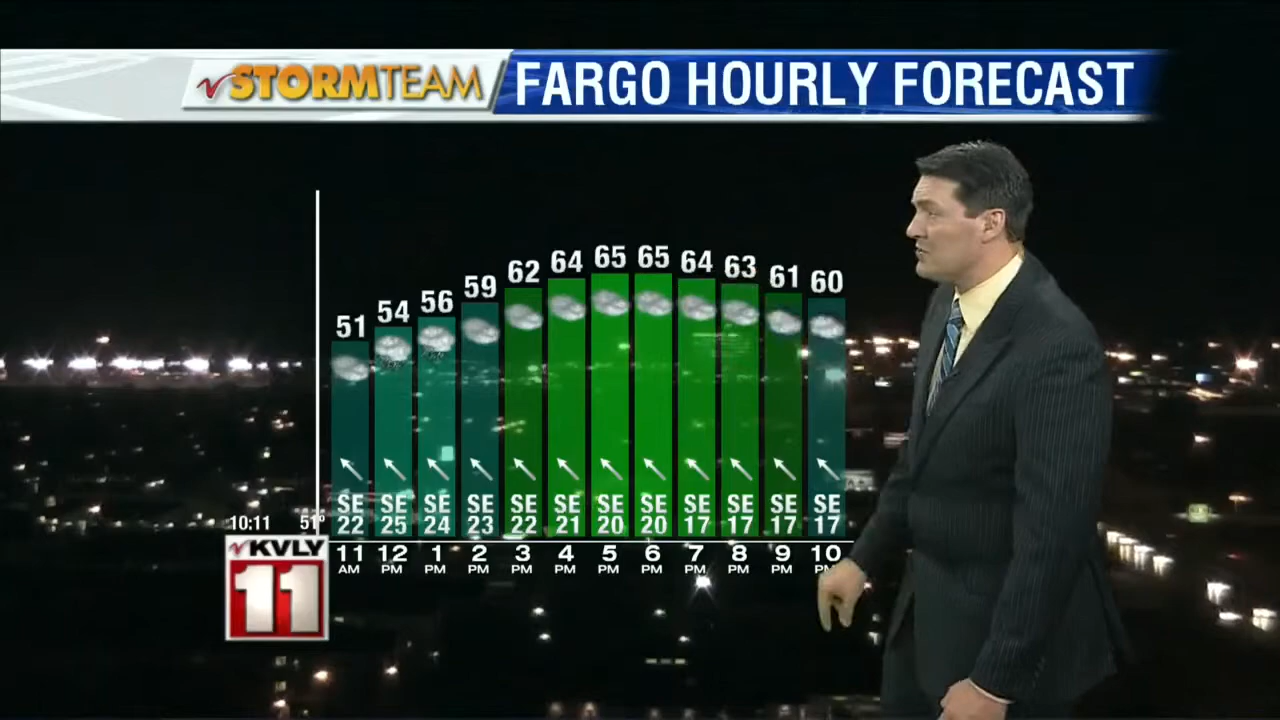 STORMTEAM FARGO HOURLY FORECAST
51 54 56 59 62 64 65 65 64 63 61 60
SE SE SE SE SE SE SE SE SE SE SE SE
22 25 24 23 22 21 20 20 17 17 17 17
10:11 51°
11 12 1 2 3 4 5 6 7 8 9 10
AM PM PM PM PM PM PM PM PM PM PM PM
KVLY
11